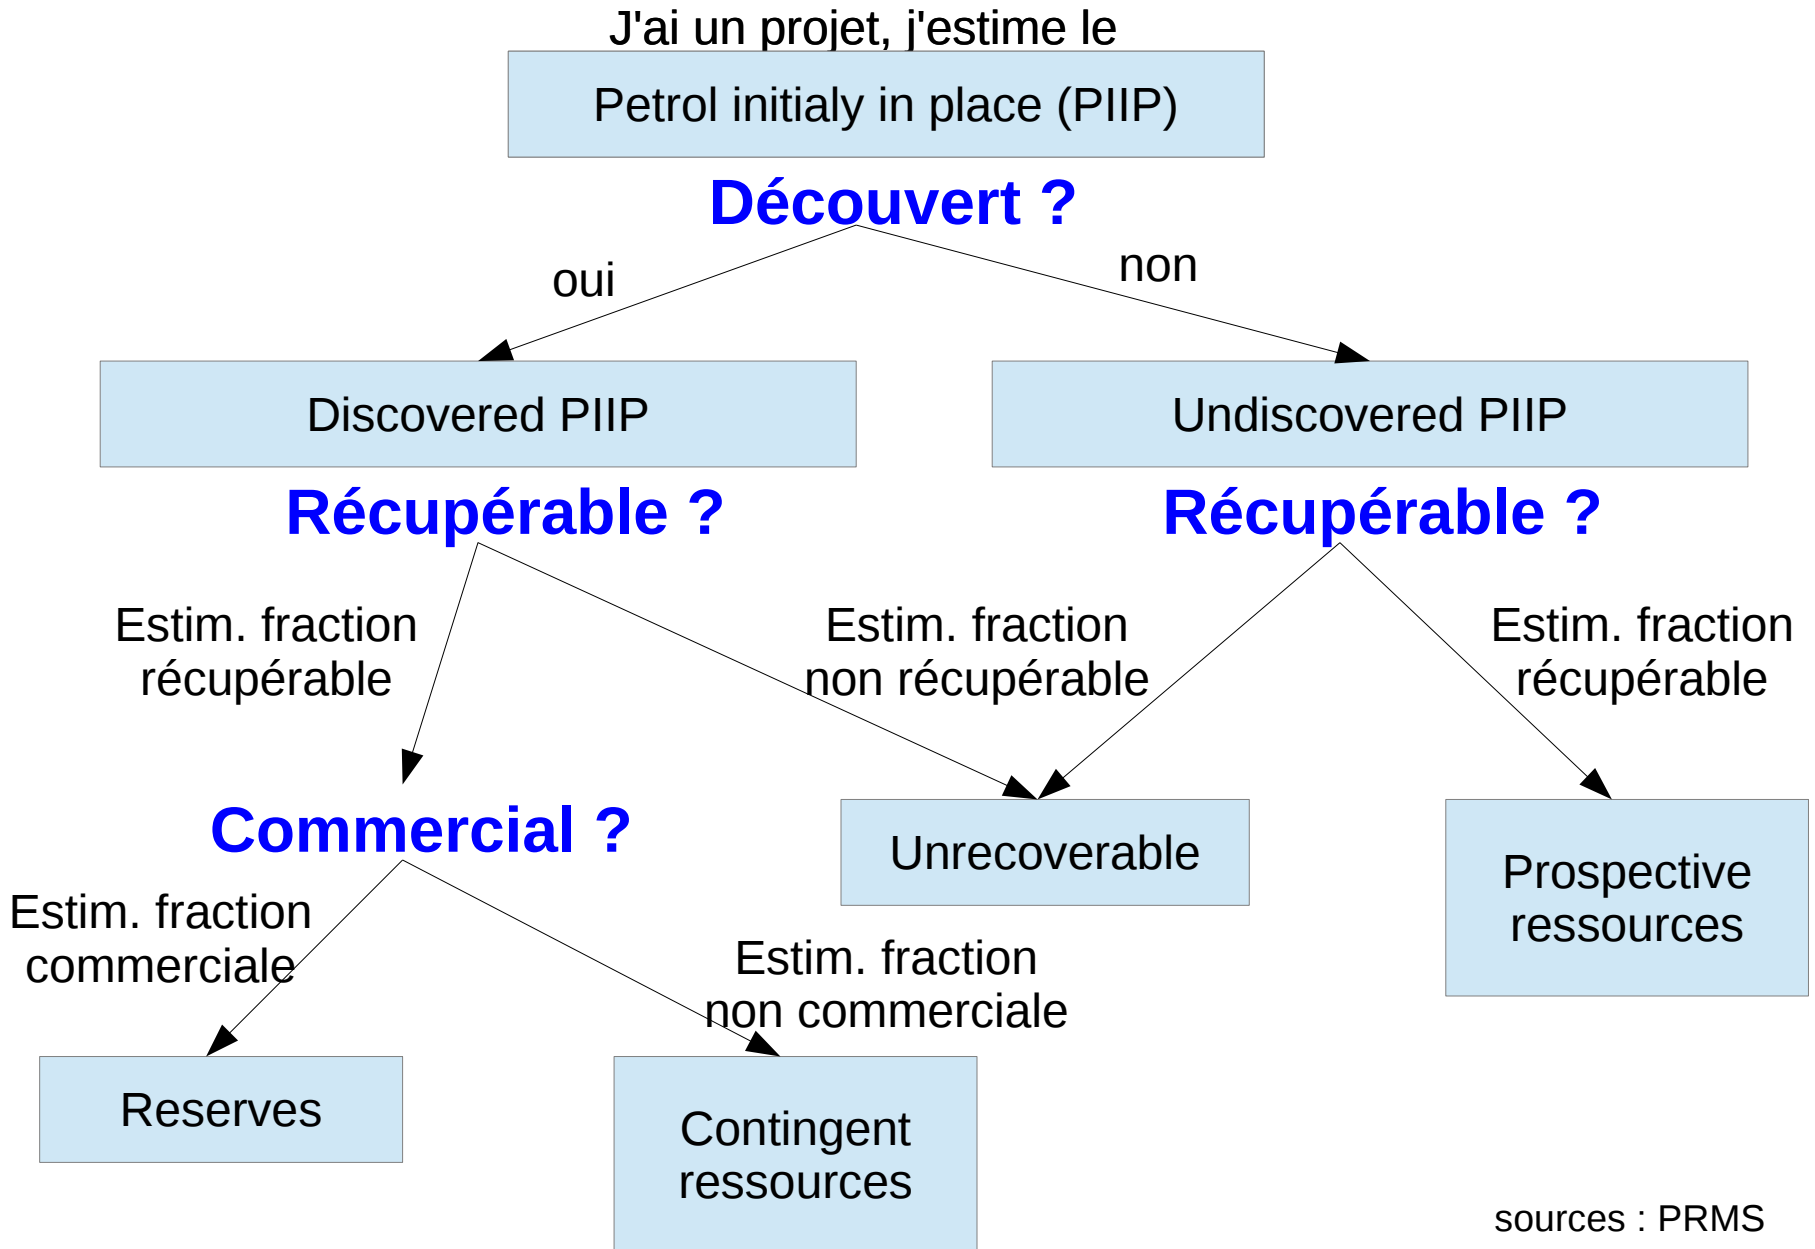 J'ai un projet, j'estime le
Petrol initialy in place (PIIP)
Découvert ?
oui
non
Discovered PIIP
Undiscovered PIIP
Récupérable ?
Récupérable ?
Estim. fraction
récupérable
Estim. fraction
non récupérable
Estim. fraction
récupérable
Commercial ?
Unrecoverable
Prospective
ressources
Estim. fraction
commerciale
Estim. fraction
non commerciale
Reserves
Contingent
ressources
sources : PRMS